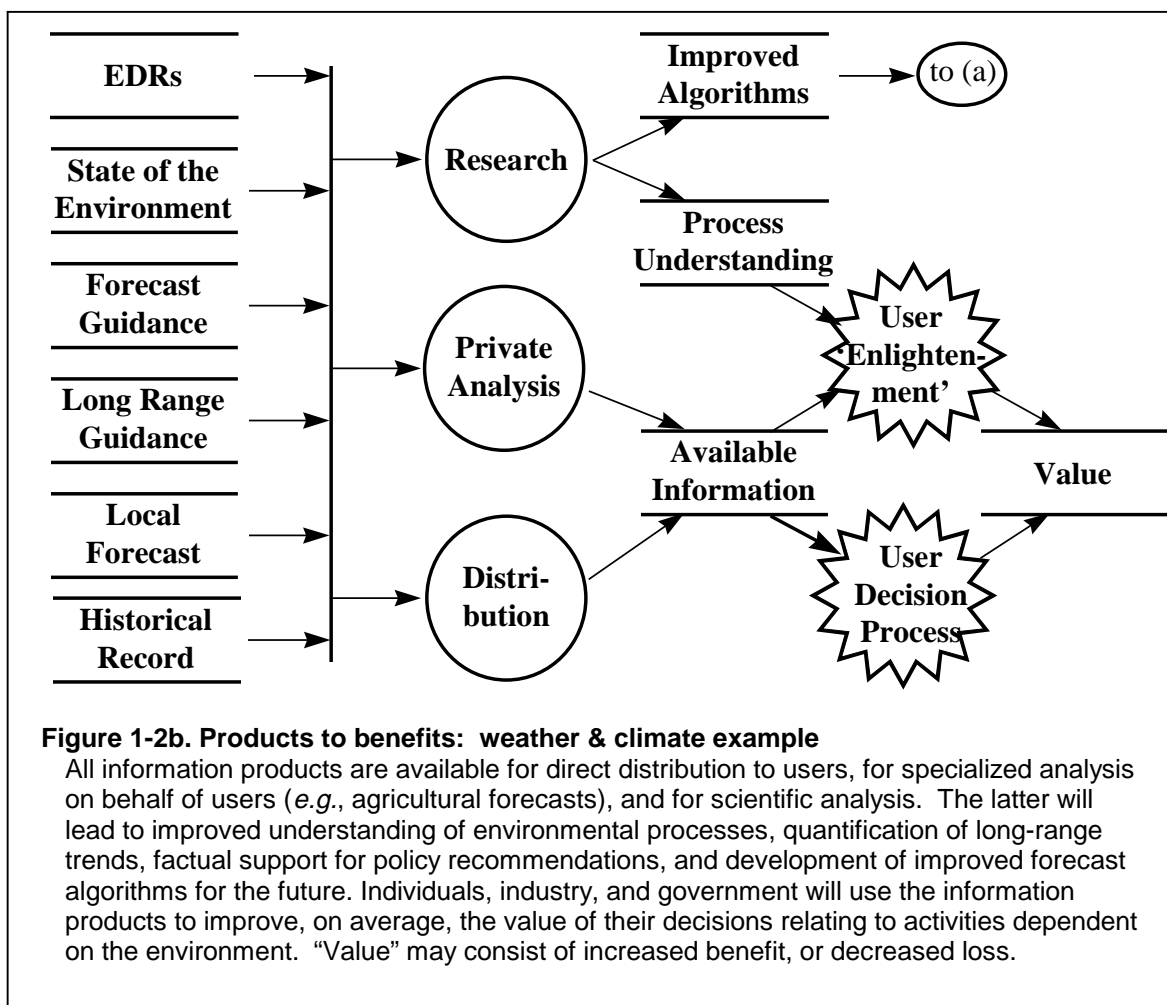 EDRs
State of the
Environment
Forecast
Guidance
Long Range
Guidance
Local
Forecast
Historical
Record
Research
Private
Analysis
Distri-
bution
Improved
Algorithms
to (a)
Process
Understanding
Available
Information
User
‘Enlighten-
ment’
User
Decision
Process
Value
Figure 1-2b. Products to benefits: weather & climate example
All information products are available for direct distribution to users, for specialized analysis
on behalf of users (e.g., agricultural forecasts), and for scientific analysis. The latter will
lead to improved understanding of environmental processes, quantification of long-range
trends, factual support for policy recommendations, and development of improved forecast
algorithms for the future. Individuals, industry, and government will use the information
products to improve, on average, the value of their decisions relating to activities dependent
on the environment. “Value” may consist of increased benefit, or decreased loss.